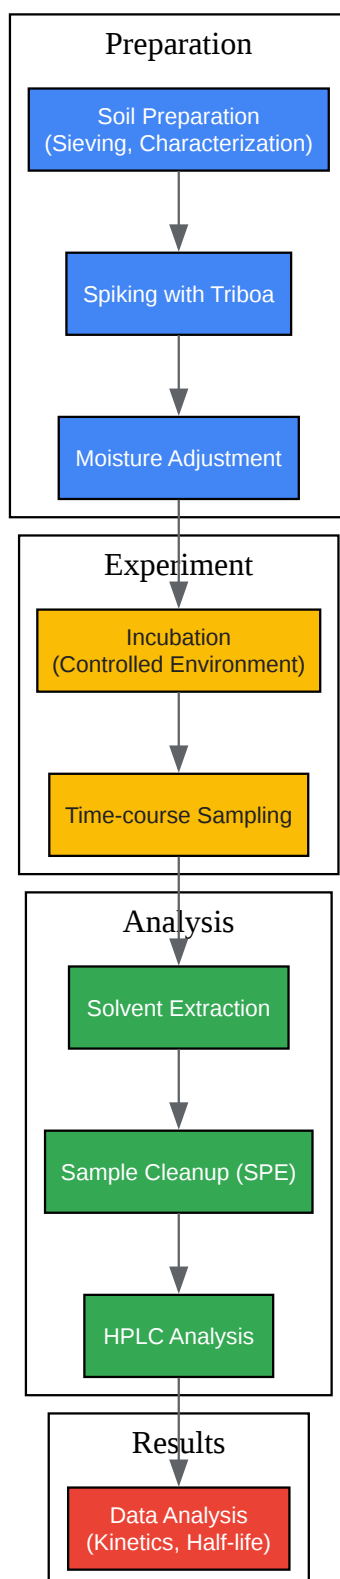 Preparation
Soil Preparation
(Sieving, Characterization)
Spiking with Triboa
Moisture Adjustment
Experiment
Incubation
(Controlled Environment)
Time-course Sampling
Analysis
Solvent Extraction
Sample Cleanup (SPE)
HPLC Analysis
Results
Data Analysis
(Kinetics, Half-life)